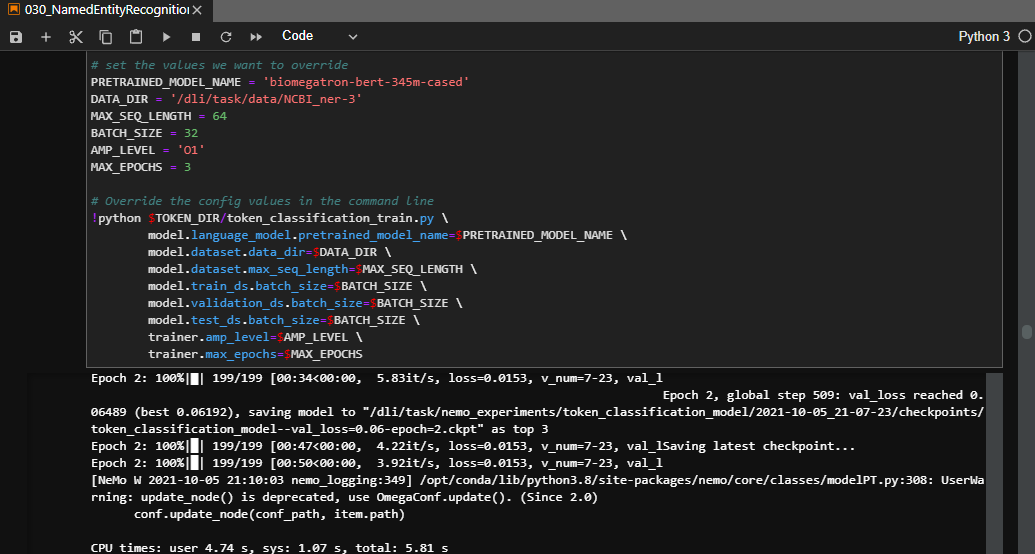 030_NamedEntityRecognition
Code
Python 3
# set the values we want to override
PRETRAINED_MODEL_NAME = 'biomegatron-bert-345m-cased'
DATA_DIR = '/dli/task/data/NCBI_ner-3'
MAX_SEQ_LENGTH = 64
BATCH_SIZE = 32
AMP_LEVEL = 'O1'
MAX_EPOCHS = 3
# Override the config values in the command line
!python $TOKEN_DIR/token_classification_train.py \
model.language_model.pretrained_model_name=$PRETRAINED_MODEL_NAME \
model.dataset.data_dir=$DATA_DIR \
model.dataset.max_seq_length=$MAX_SEQ_LENGTH \
model.train_ds.batch_size=$BATCH_SIZE \
model.validation_ds.batch_size=$BATCH_SIZE \
model.test_ds.batch_size=$BATCH_SIZE \
trainer.amp_level=$AMP_LEVEL \
trainer.max_epochs=$MAX_EPOCHS
Epoch 2: 100%|█| 199/199 [00:34<00:00,  5.83it/s, loss=0.0153, v_num=7-23, val_l
Epoch 2, global step 509: val_loss reached 0.
06489 (best 0.06192), saving model to "/dli/task/nemo_experiments/token_classification_model/2021-10-05_21-07-23/checkpoints/
token_classification_model--val_loss=0.06-epoch=2.ckpt" as top 3
Epoch 2: 100%|█| 199/199 [00:47<00:00,  4.22it/s, loss=0.0153, v_num=7-23, val_lSaving latest checkpoint...
Epoch 2: 100%|█| 199/199 [00:50<00:00,  3.92it/s, loss=0.0153, v_num=7-23, val_l
[NeMo W 2021-10-05 21:10:03 nemo_logging:349] /opt/conda/lib/python3.8/site-packages/nemo/core/classes/modelPT.py:308: UserWa
rning: update_node() is deprecated, use OmegaConf.update(). (Since 2.0)
conf.update_node(conf_path, item.path)
CPU times: user 4.74 s, sys: 1.07 s, total: 5.81 s